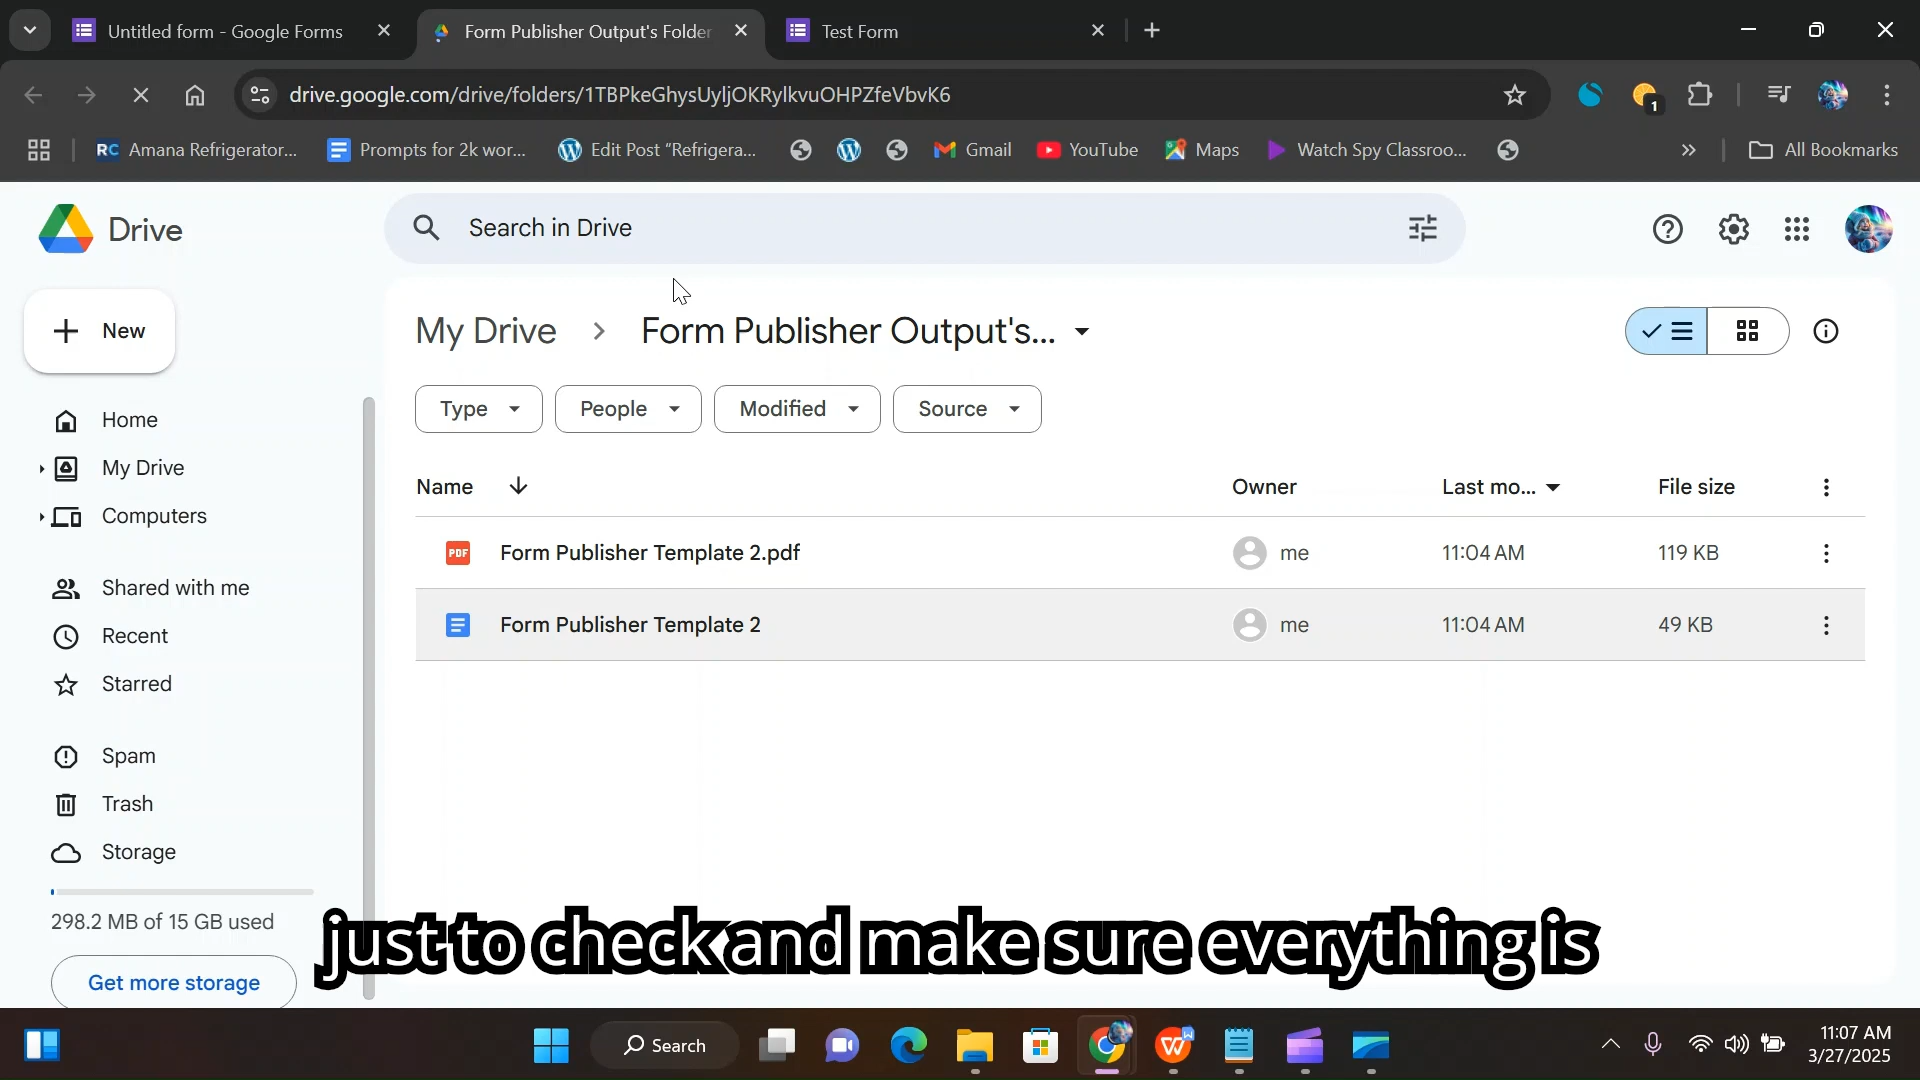 Untitled form - Google Forms
Form Publisher Output's Folder
Test Form
drive.google.com/drive/folders/1TBPkeGhysUyljOKRylkvuOHPZfeVbvK6
1
RC Amana Refrigerator...
Prompts for 2k wor...
Edit Post "Refrigera...
Gmail
YouTube
Maps
Watch Spy Classroo...
All Bookmarks
Drive
Search in Drive
New
My Drive
Form Publisher Output's...
Type
People
Modified
Source
Home
My Drive
Computers
Shared with me
Recent
Starred
Spam
Trash
Storage
298.2 MB of 15 GB used
Get more storage
Name
Owner
Last mo...
File size
PDF Form Publisher Template 2.pdf
me
11:04 AM
119 KB
Form Publisher Template 2
me
11:04 AM
49 KB
just to check and make sure everything is
Search
11:07 AM
3/27/2025